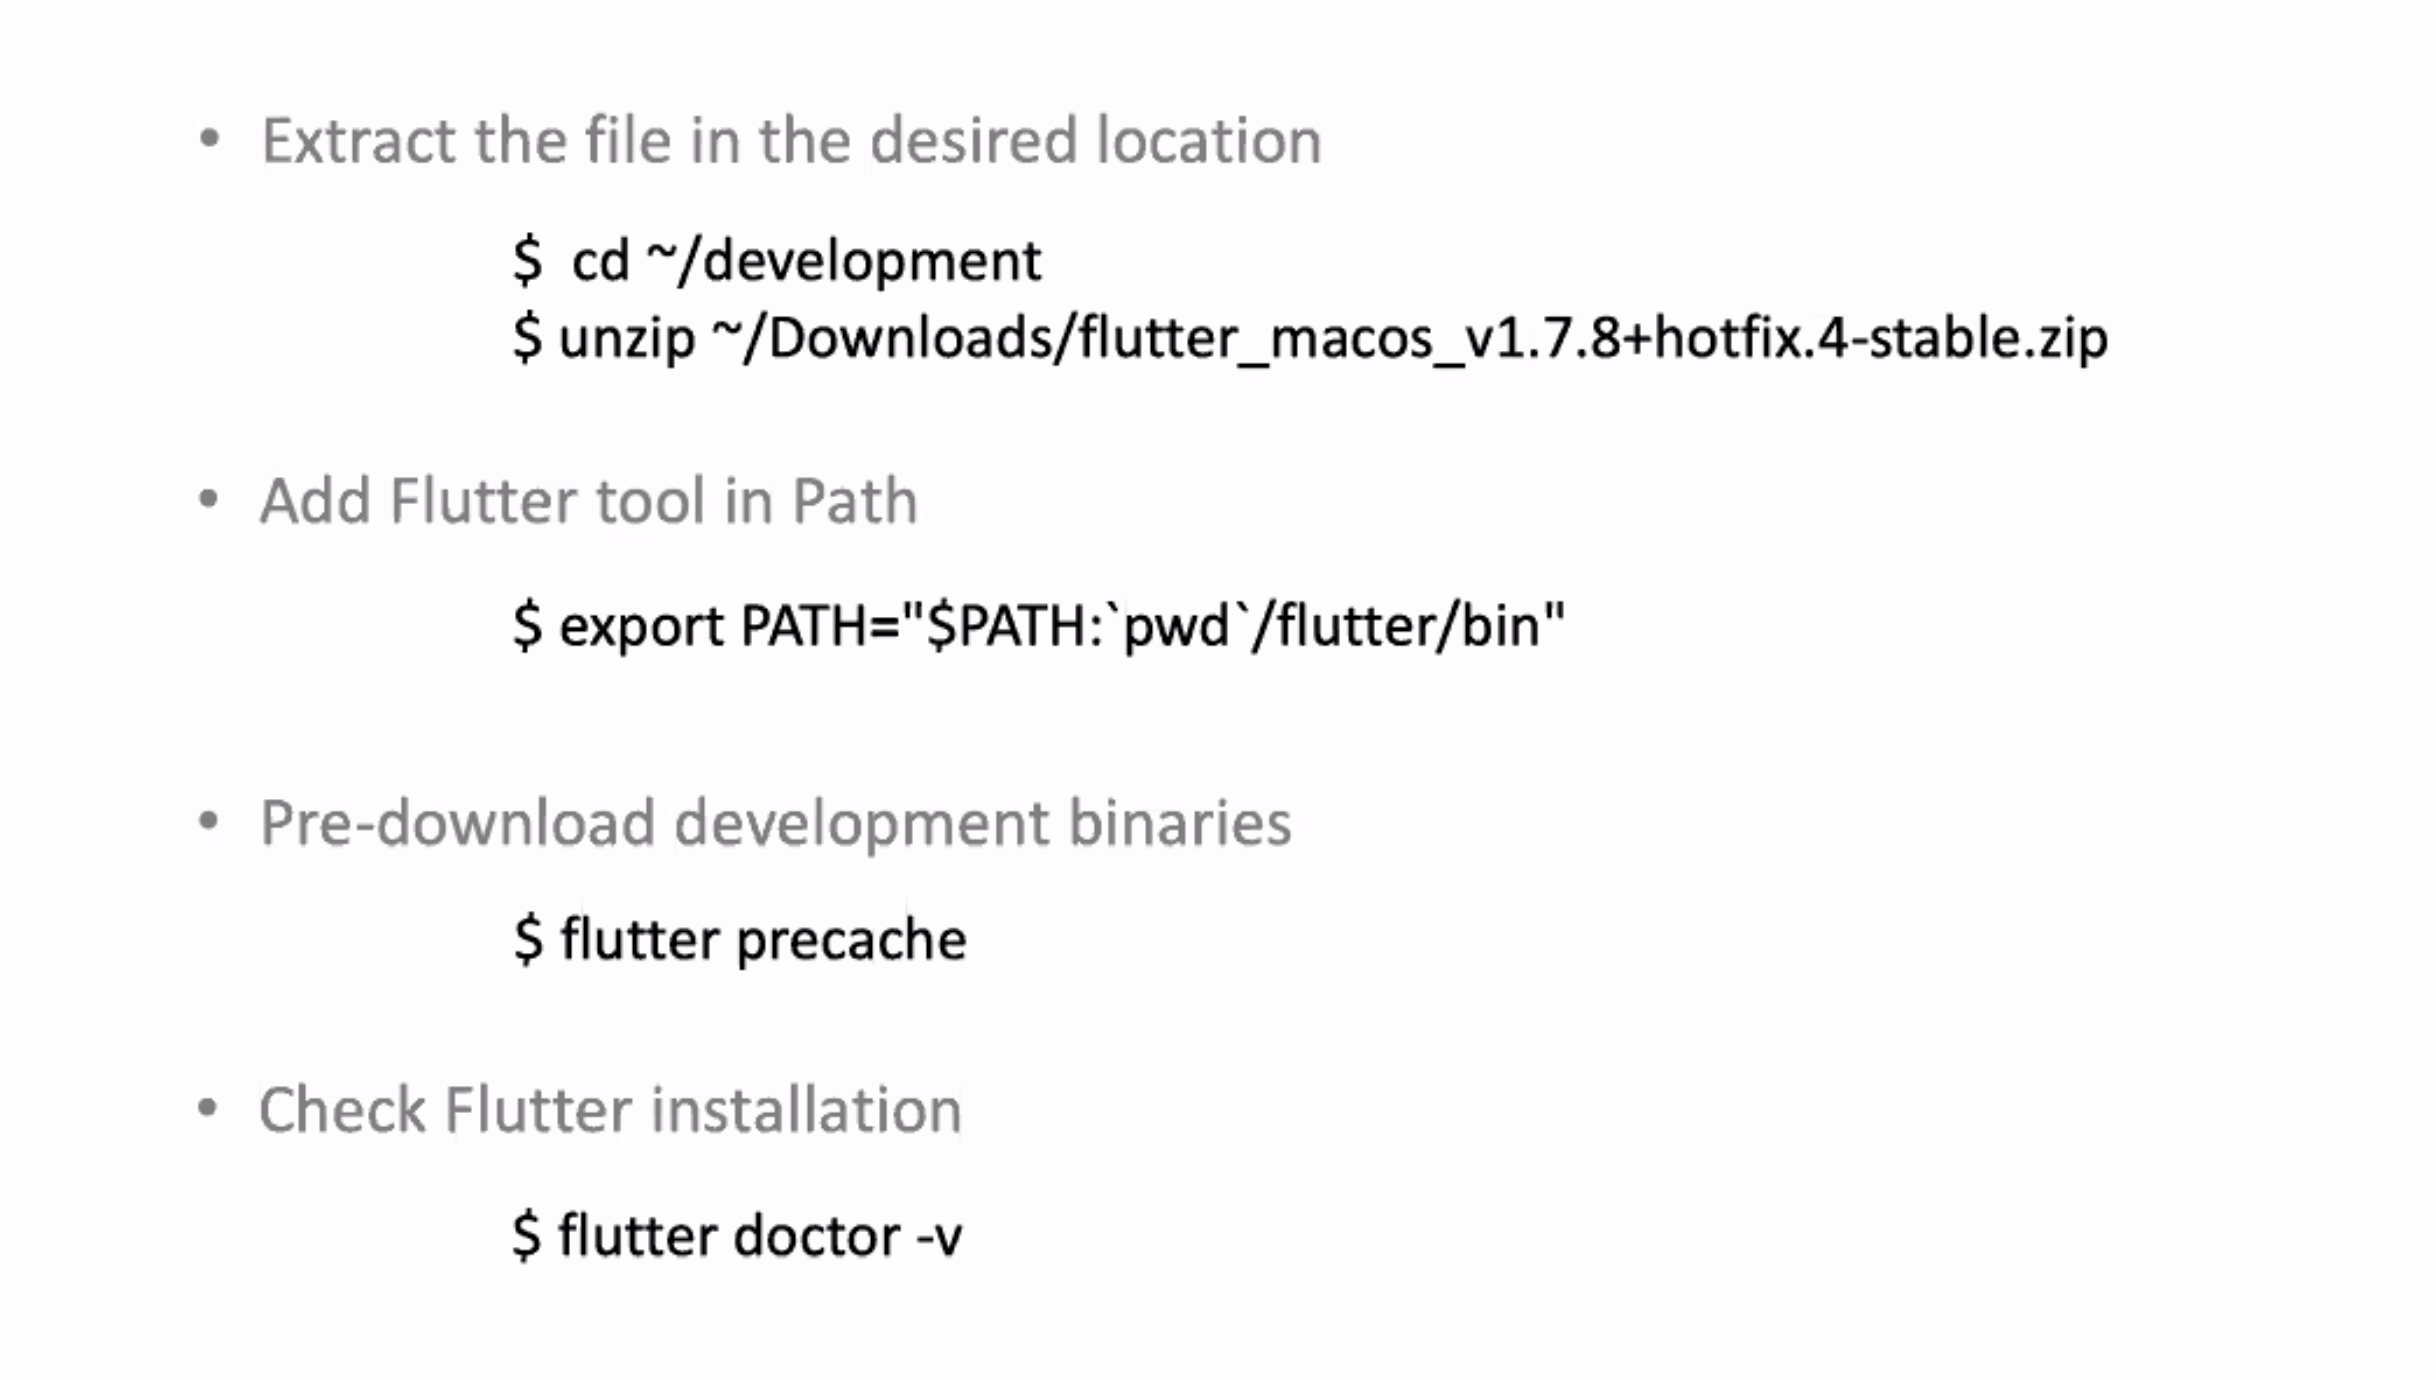 • Extract the file in the desired location
$  cd ~/development
$ unzip ~/Downloads/flutter_macos_v1.7.8+hotfix.4-stable.zip
• Add Flutter tool in Path
$ export PATH="$PATH:`pwd`/flutter/bin"
• Pre-download development binaries
$ flutter precache
• Check Flutter installation
$ flutter doctor -v